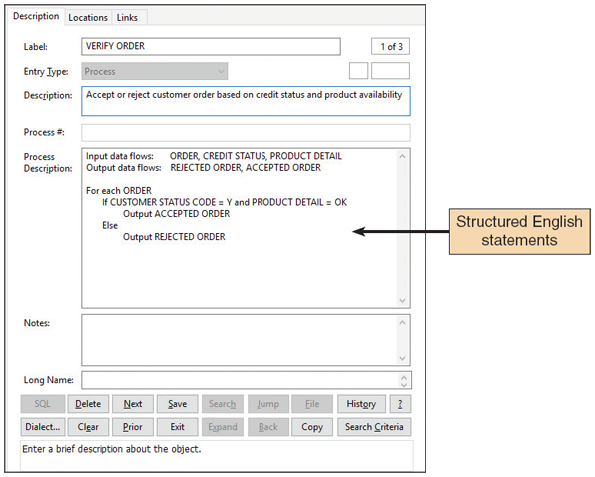 Description Locations Links
Label: VERIFY ORDER 1 of 3
Entry Type: Process
Description: Accept or reject customer order based on credit status and product availability
Process #:
Process
Description:
Input data flows: ORDER, CREDIT STATUS, PRODUCT DETAIL
Output data flows: REJECTED ORDER, ACCEPTED ORDER
For each ORDER
If CUSTOMER STATUS CODE = Y and PRODUCT DETAIL = OK
Output ACCEPTED ORDER
Else
Output REJECTED ORDER
Structured English
statements
Notes:
Long Name:
SQL Delete Next Save Search Jump File History ?
Dialect... Clear Prior Exit Expand Back Copy Search Criteria
Enter a brief description about the object.